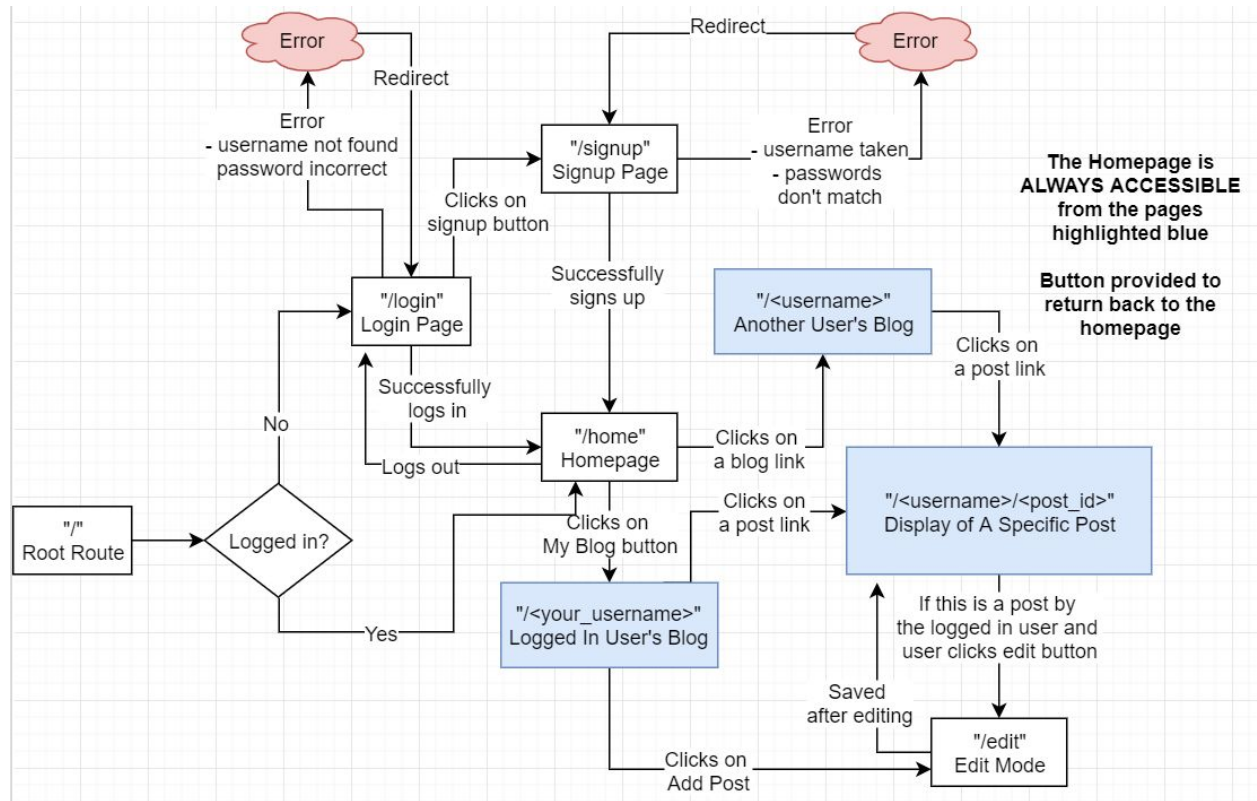 Error
Redirect
Redirect
Error
Error
- username not found
password incorrect
"/signup"
Signup Page
Error
- username taken
- passwords
don't match
The Homepage is
ALWAYS ACCESSIBLE
from the pages
highlighted blue
Button provided to
return back to the
homepage
Clicks on
signup button
"/login"
Login Page
Successfully
signs up
"/<username>"
Another User's Blog
Clicks on
a post link
Successfully
logs in
No
"/home"
Homepage
Logs out
Clicks on
a blog link
"/"
Root Route
Logged in?
Clicks on
My Blog button
Clicks on
a post link
"/<username>/<post_id>"
Display of A Specific Post
Yes
"/<your_username>"
Logged In User's Blog
If this is a post by
the logged in user and
user clicks edit button
Saved
after editing
"/edit"
Edit Mode
Clicks on
Add Post